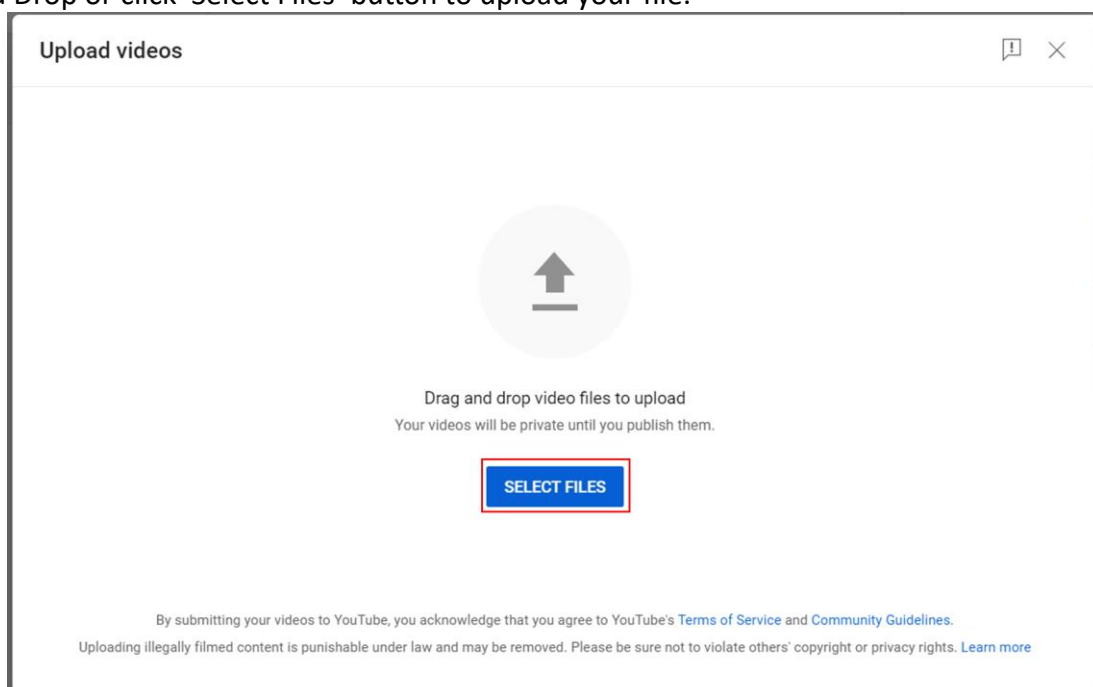 Drop or click 'Select Files' button to upload your file.
Upload videos
Drag and drop video files to upload
Your videos will be private until you publish them.
SELECT FILES
By submitting your videos to YouTube, you acknowledge that you agree to YouTube's Terms of Service and Community Guidelines.
Uploading illegally filmed content is punishable under law and may be removed. Please be sure not to violate others' copyright or privacy rights. Learn more